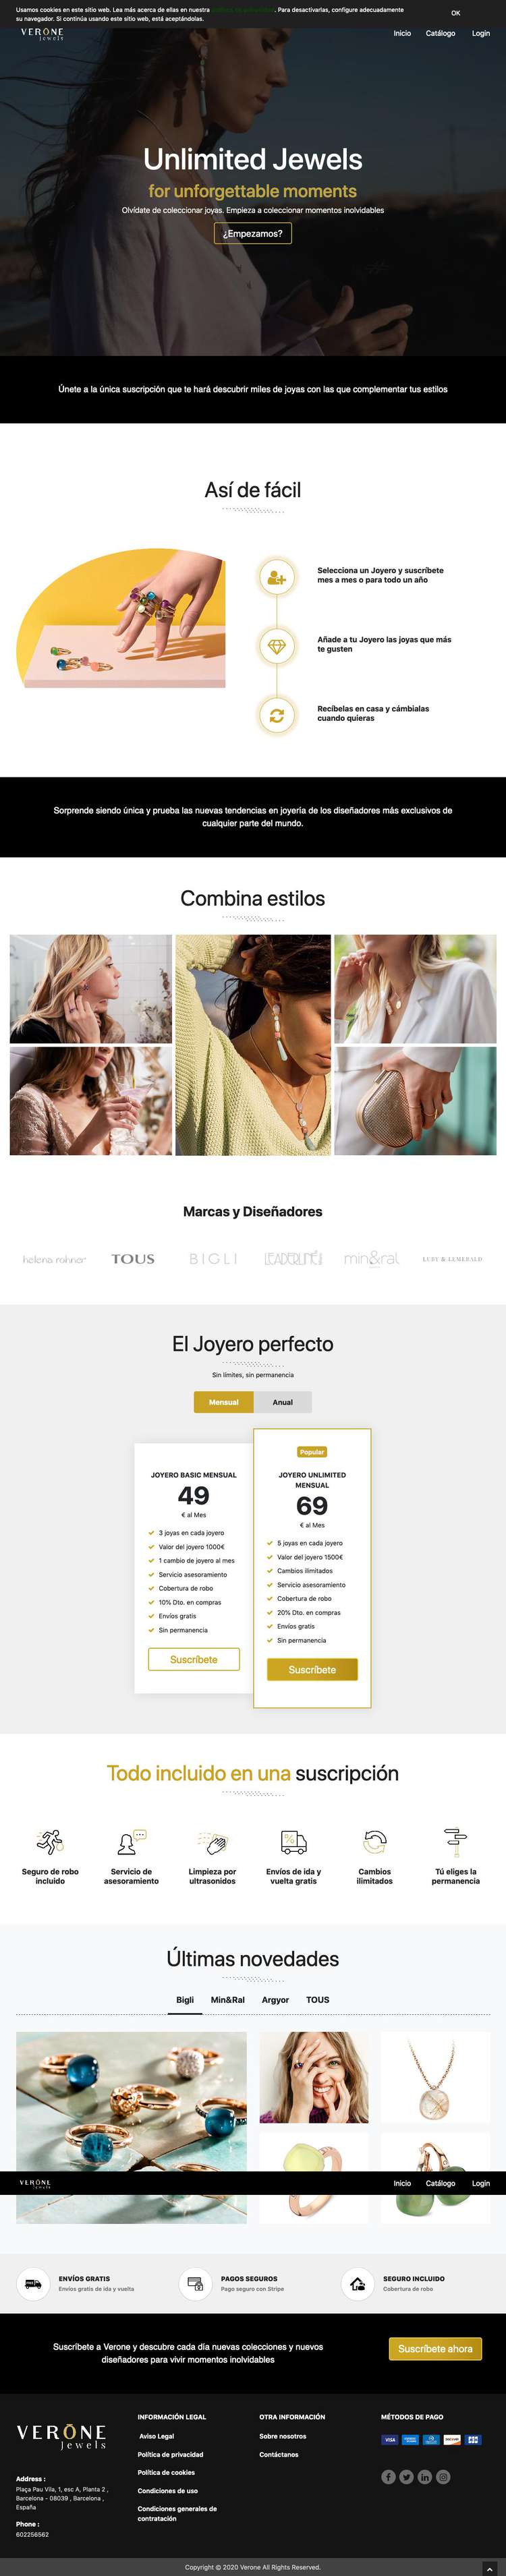 Usamos cookies en este sitio web. Lea más acerca de ellas en nuestra
. Para desactivarlas, configure adecuadamente
su navegador. Si continúa usando este sitio web, está aceptándolas.
OK
VERONE
jewels
Inicio Catálogo Login
Unlimited Jewels
for unforgettable moments
Olvídate de coleccionar joyas. Empieza a coleccionar momentos inolvidables
¿Empezamos?
Únete a la única suscripción que te hará descubrir miles de joyas con las que complementar tus estilos
Así de fácil
Selecciona un Joyero y suscríbete
mes a mes o para todo un año
Añade a tu Joyero las joyas que más
te gusten
Recíbelas en casa y cámbialas
cuando quieras
Sorprende siendo única y prueba las nuevas tendencias en joyería de los diseñadores más exclusivos de
cualquier parte del mundo.
Combina estilos
Marcas y Diseñadores
helena rohner TOUS BIGLI min&ral LUBY & LEMERALD
El Joyero perfecto
Sin límites, sin permanencia
Mensual Anual
JOYERO BASIC MENSUAL
49
€ al Mes
3 joyas en cada joyero
Valor del joyero 1000€
1 cambio de joyero al mes
Servicio asesoramiento
Cobertura de robo
10% Dto. en compras
Envíos gratis
Sin permanencia
Suscríbete
Popular
JOYERO UNLIMITED
MENSUAL
69
€ al Mes
5 joyas en cada joyero
Valor del joyero 1500€
Cambios ilimitados
Servicio asesoramiento
Cobertura de robo
20% Dto. en compras
Envíos gratis
Sin permanencia
Suscríbete
Todo incluido en una suscripción
Seguro de robo
incluido
Servicio de
asesoramiento
Limpieza por
ultrasonidos
Envíos de ida y
vuelta gratis
Cambios
ilimitados
Tú eliges la
permanencia
Últimas novedades
Bigli Min&Ral Argyor TOUS
VERONE
jewels
Inicio Catálogo Login
ENVÍOS GRATIS
Envíos gratis de ida y vuelta
PAGOS SEGUROS
Pago seguro con Stripe
SEGURO INCLUIDO
Cobertura de robo
Suscríbete a Verone y descubre cada día nuevas colecciones y nuevos
diseñadores para vivir momentos inolvidables
Suscríbete ahora
VERONE
jewels
Address :
Plaça Pau Vila, 1, esc A, Planta 2 ,
Barcelona - 08039 , Barcelona ,
España
Phone :
602256562
INFORMACIÓN LEGAL
Aviso Legal
Política de privacidad
Política de cookies
Condiciones de uso
Condiciones generales de
contratación
OTRA INFORMACIÓN
Sobre nosotros
Contáctanos
MÉTODOS DE PAGO
VISA
Copyright © 2020 Verone All Rights Reserved.